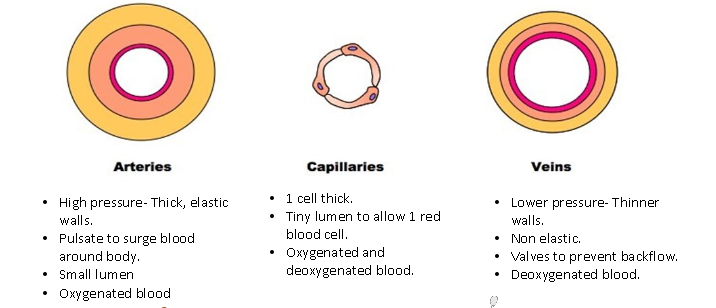 Arteries
• High pressure- Thick, elastic
walls.
• Pulsate to surge blood
around body.
• Small lumen
• Oxygenated blood
Capillaries
• 1 cell thick.
• Tiny lumen to allow 1 red
blood cell.
• Oxygenated and
deoxygenated blood.
Veins
• Lower pressure- Thinner
walls.
• Non elastic.
• Valves to prevent backflow.
• Deoxygenated blood.